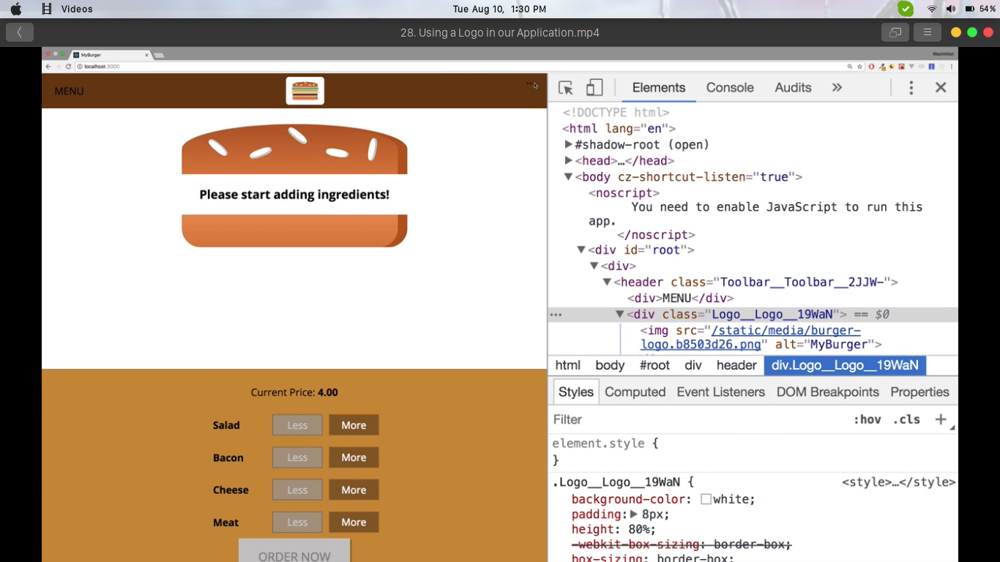 Videos
Tue Aug 10, 1:30 PM
54%
28. Using a Logo in our Application.mp4
MyBurger
Maximilian
localhost:3000
MENU
Please start adding ingredients!
Current Price: 4.00
Salad Less More
Bacon Less More
Cheese Less More
Meat Less More
ORDER NOW
Elements Console Audits »
<!DOCTYPE html>
<html lang="en">
▶#shadow-root (open)
▶<head>…</head>
▼<body cz-shortcut-listen="true">
<noscript>
You need to enable JavaScript to run this
app.
</noscript>
▼<div id="root">
▼<div>
▼<header class="Toolbar__Toolbar__2JJW-">
<div>MENU</div>
▼<div class="Logo__Logo__19WaN"> == $0
<img src="/static/media/burger-
logo.b8503d26.png" alt="MyBurger">
html body #root div header div.Logo__Logo__19WaN
Styles Computed Event Listeners DOM Breakpoints Properties
Filter :hov .cls +
element.style {
}
.Logo__Logo__19WaN { <style>…</style>
background-color: white;
padding:▶ 8px;
height: 80%;
-webkit-box-sizing: border-box;
box-sizing: border-box;